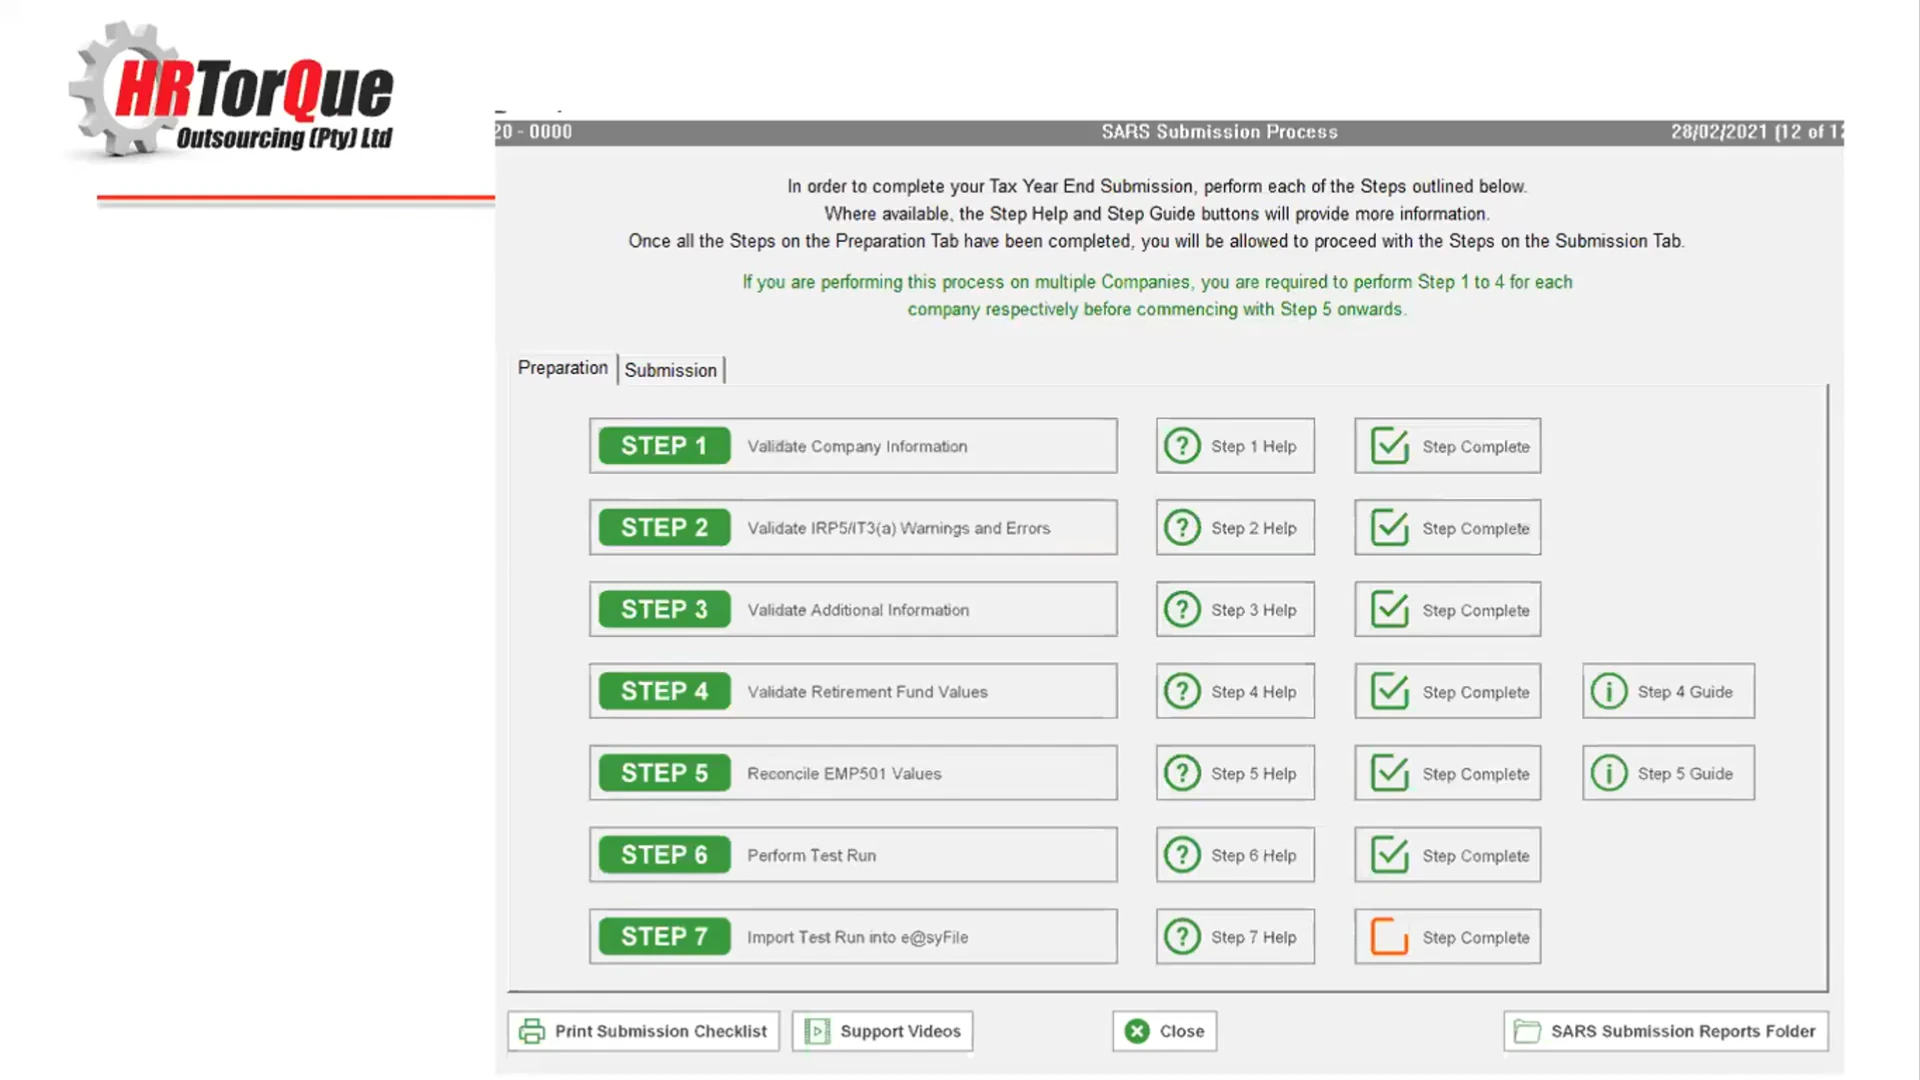 HRTorQue
Outsourcing (Pty) Ltd
20 - 0000 SARS Submission Process 28/02/2021 (12 of 12
In order to complete your Tax Year End Submission, perform each of the Steps outlined below.
Where available, the Step Help and Step Guide buttons will provide more information.
Once all the Steps on the Preparation Tab have been completed, you will be allowed to proceed with the Steps on the Submission Tab.
If you are performing this process on multiple Companies, you are required to perform Step 1 to 4 for each
company respectively before commencing with Step 5 onwards.
Preparation Submission
STEP 1 Validate Company Information Step 1 Help Step Complete
STEP 2 Validate IRP5/IT3(a) Warnings and Errors Step 2 Help Step Complete
STEP 3 Validate Additional Information Step 3 Help Step Complete
STEP 4 Validate Retirement Fund Values Step 4 Help Step Complete Step 4 Guide
STEP 5 Reconcile EMP501 Values Step 5 Help Step Complete Step 5 Guide
STEP 6 Perform Test Run Step 6 Help Step Complete
STEP 7 Import Test Run into e@syFile Step 7 Help Step Complete
Print Submission Checklist Support Videos Close SARS Submission Reports Folder